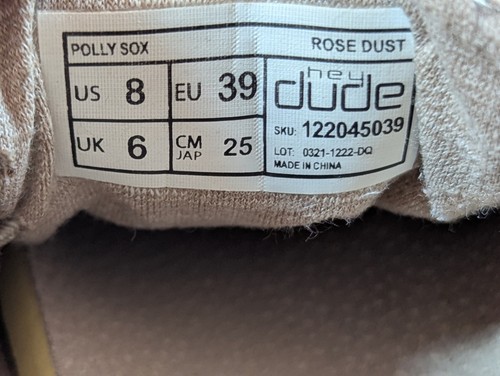 POLLY SOX ROSE DUST
US 8 EU 39
hey
dude
UK 6 CM JAP 25
SKU: 122045039
LOT: 0321-1222-DQ
MADE IN CHINA